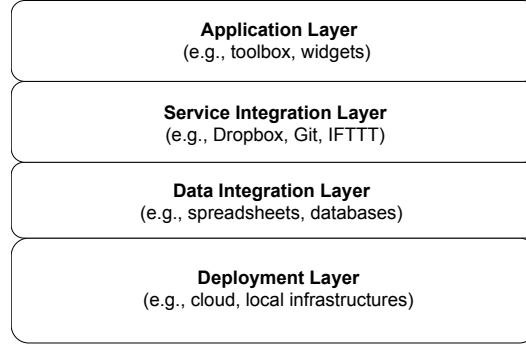 Application Layer
(e.g., toolbox, widgets)
Service Integration Layer
(e.g., Dropbox, Git, IFTTT)
Data Integration Layer
(e.g., spreadsheets, databases)
Deployment Layer
(e.g., cloud, local infrastructures)